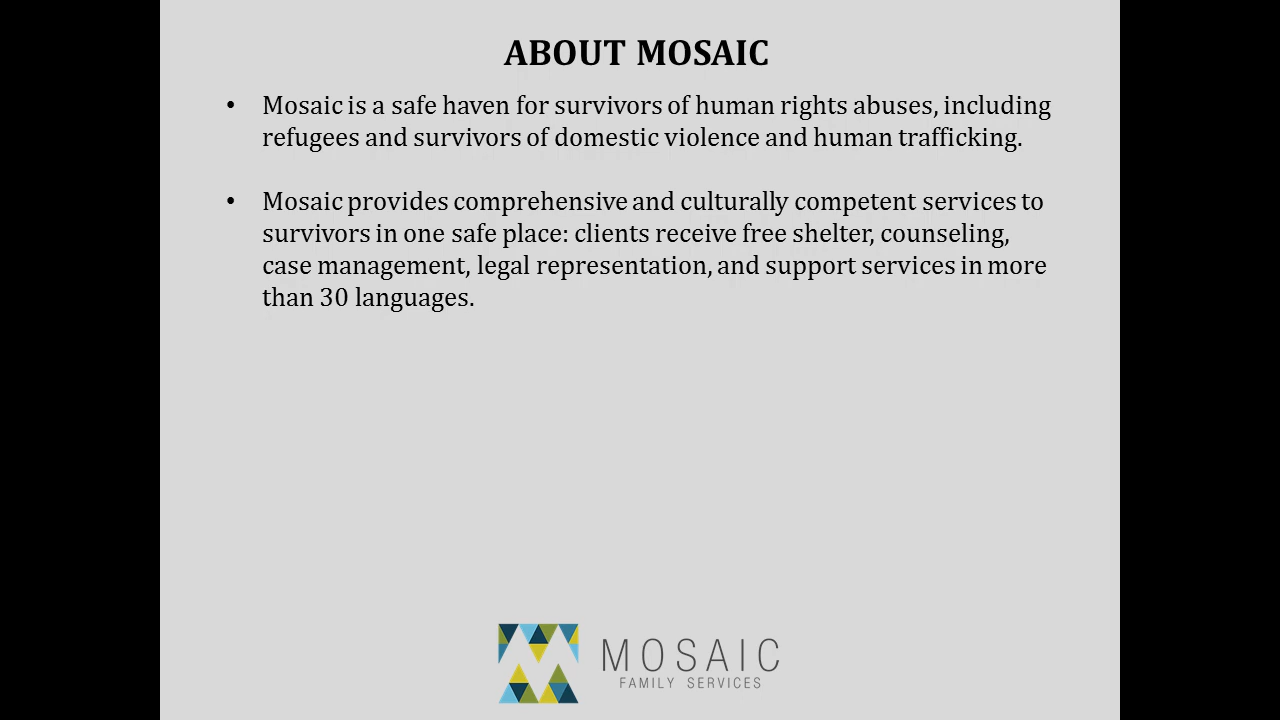 ABOUT MOSAIC
• Mosaic is a safe haven for survivors of human rights abuses, including
refugees and survivors of domestic violence and human trafficking.
• Mosaic provides comprehensive and culturally competent services to
survivors in one safe place: clients receive free shelter, counseling,
case management, legal representation, and support services in more
than 30 languages.
MOSAIC
FAMILY SERVICES